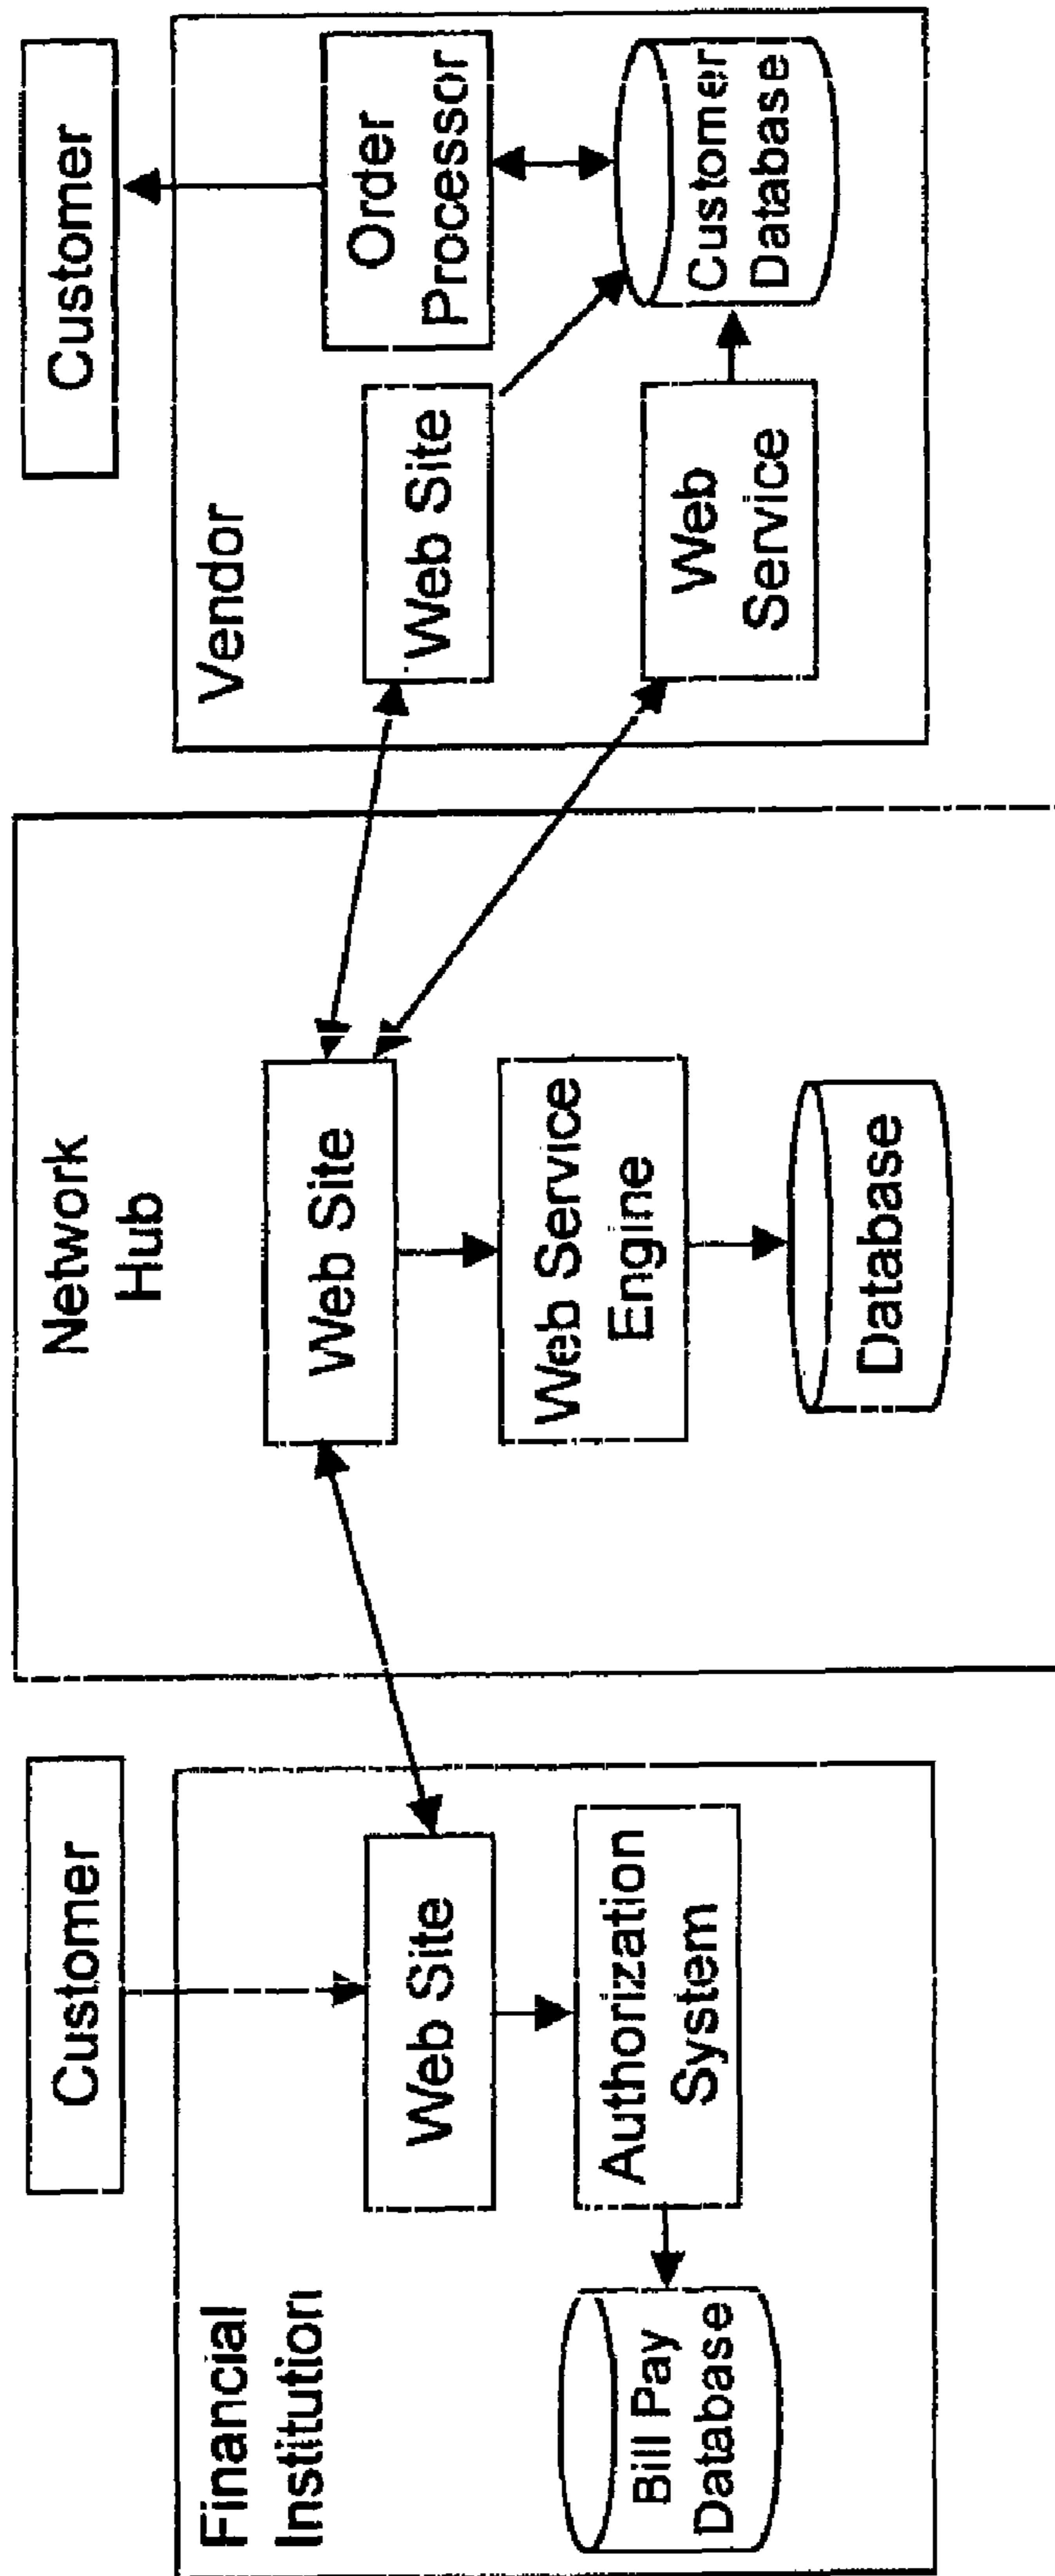 Customer
Financial
Institution
Web Site
Authorization
System
Bill Pay
Database
Network
Hub
Web Site
Web Service
Engine
Database
Customer
Vendor
Web Site
Order
Processor
Web
Service
Customer
Database